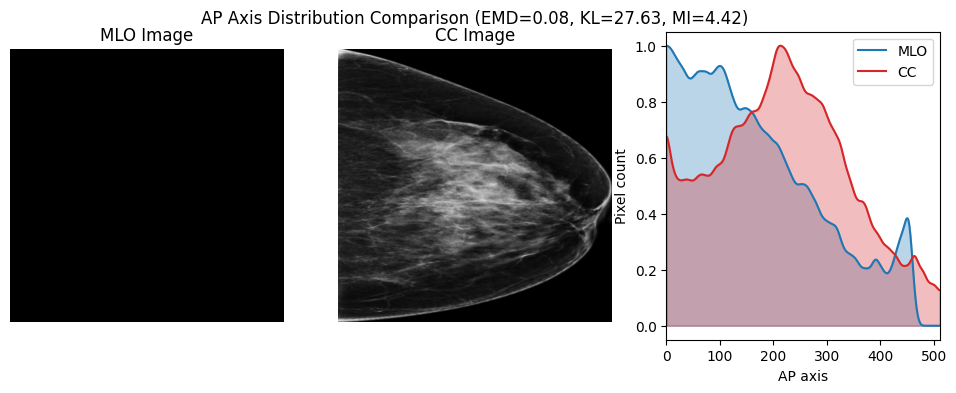 AP Axis Distribution Comparison (EMD=0.08, KL=27.63, MI=4.42)
MLO Image
CC Image
MLO
CC
Pixel count
1.0
0.8
0.6
0.4
0.2
0.0
0 100 200 300 400 500
AP axis